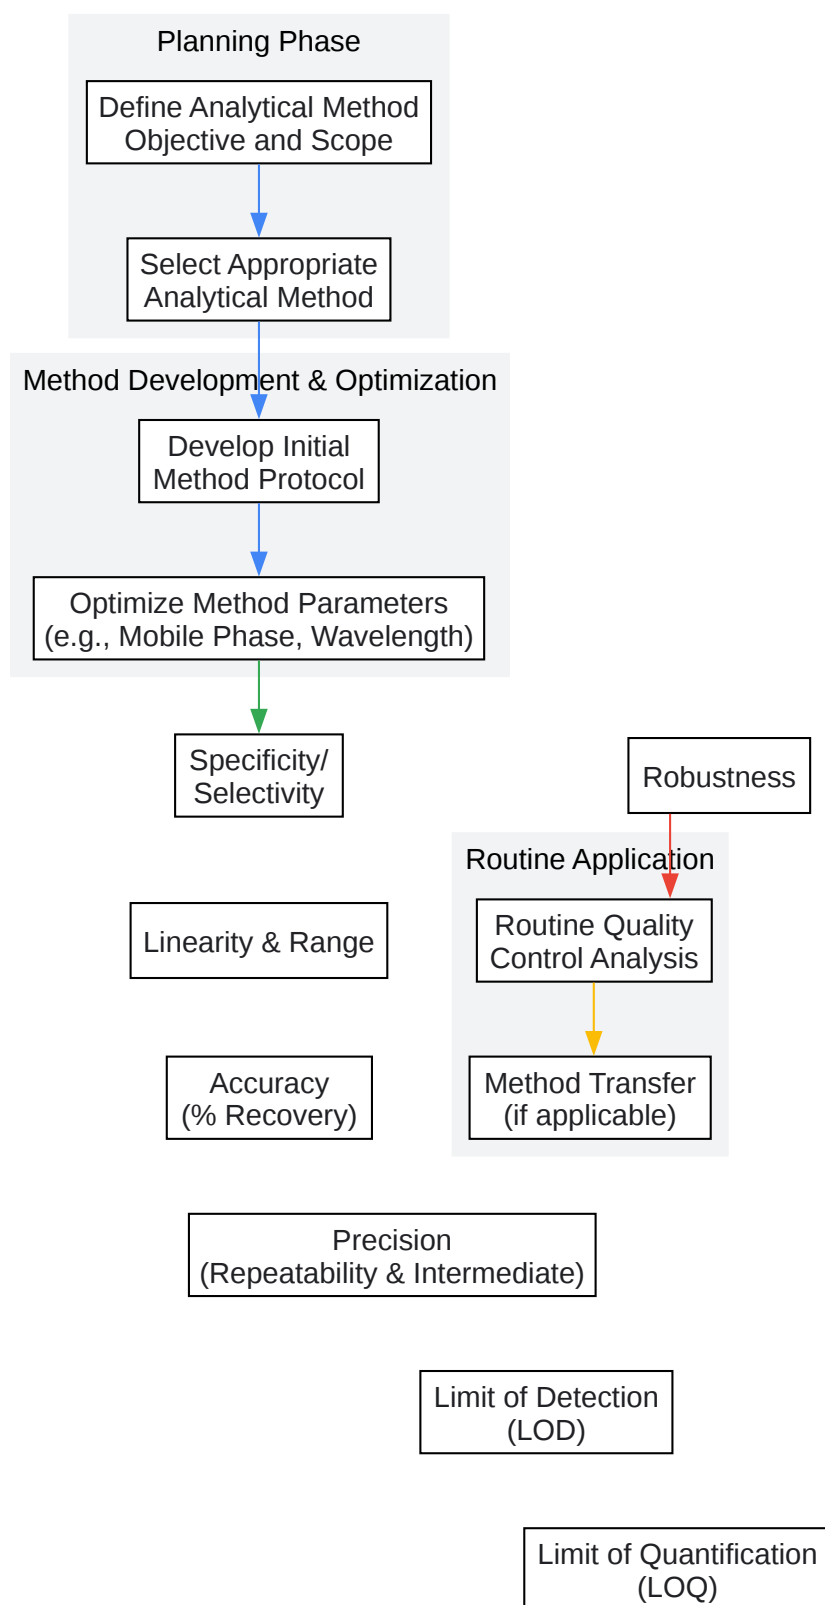 Planning Phase
Define Analytical Method
Objective and Scope
Select Appropriate
Analytical Method
Method Development & Optimization
Develop Initial
Method Protocol
Optimize Method Parameters
(e.g., Mobile Phase, Wavelength)
Specificity/
Selectivity
Robustness
Routine Application
Routine Quality
Control Analysis
Linearity & Range
Method Transfer
(if applicable)
Accuracy
(% Recovery)
Precision
(Repeatability & Intermediate)
Limit of Detection
(LOD)
Limit of Quantification
(LOQ)